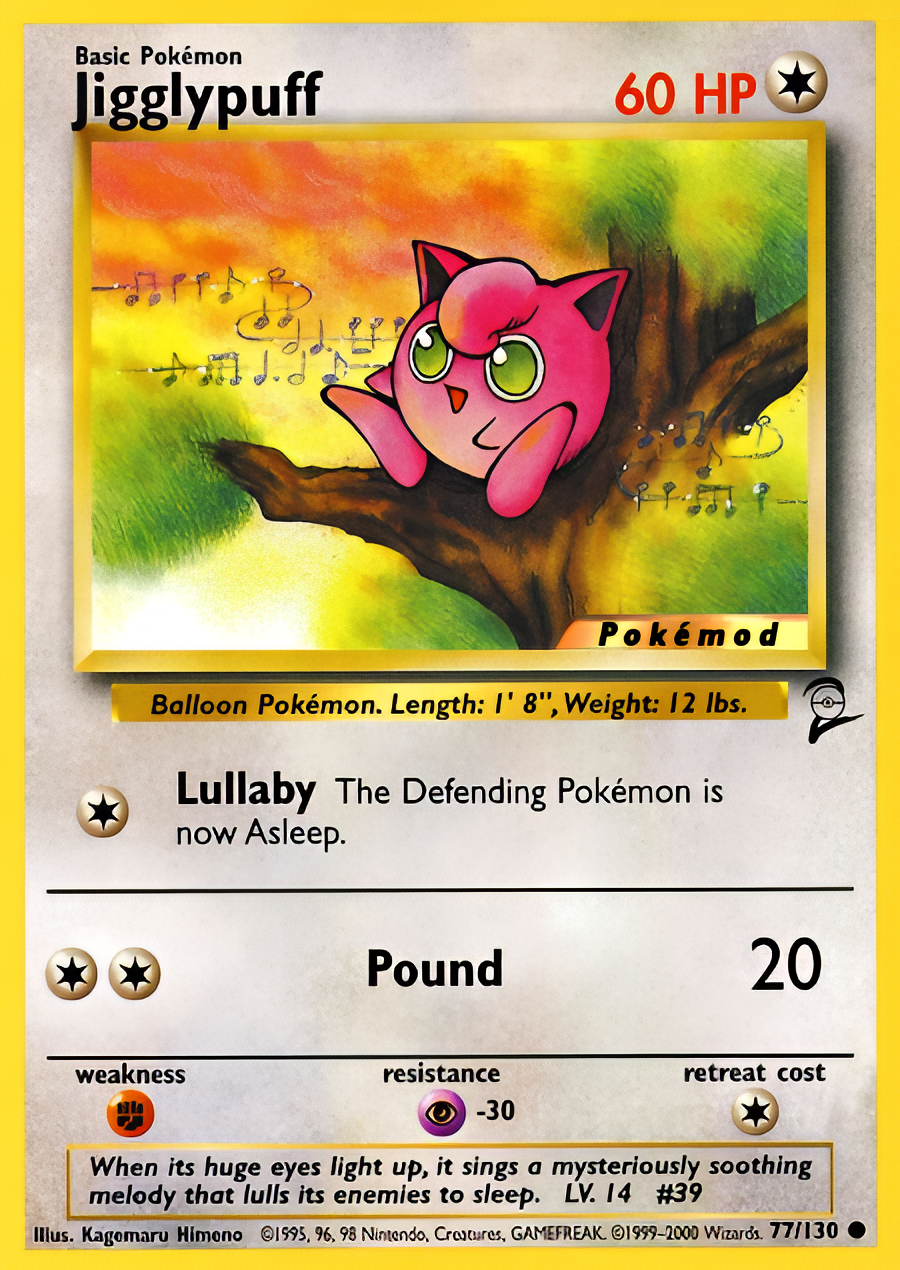 Basic Pokémon
Jigglypuff
60 HP
Pokémod
Balloon Pokémon. Length: 1' 8", Weight: 12 lbs.
Lullaby The Defending Pokémon is
now Asleep.
Pound 20
weakness resistance retreat cost
-30
When its huge eyes light up, it sings a mysteriously soothing
melody that lulls its enemies to sleep. LV. 14 #39
Illus. Kagemaru Himeno ©1995, 96, 98 Nintendo, Creatures, GAMEFREAK. ©1999-2000 Wizards. 77/130